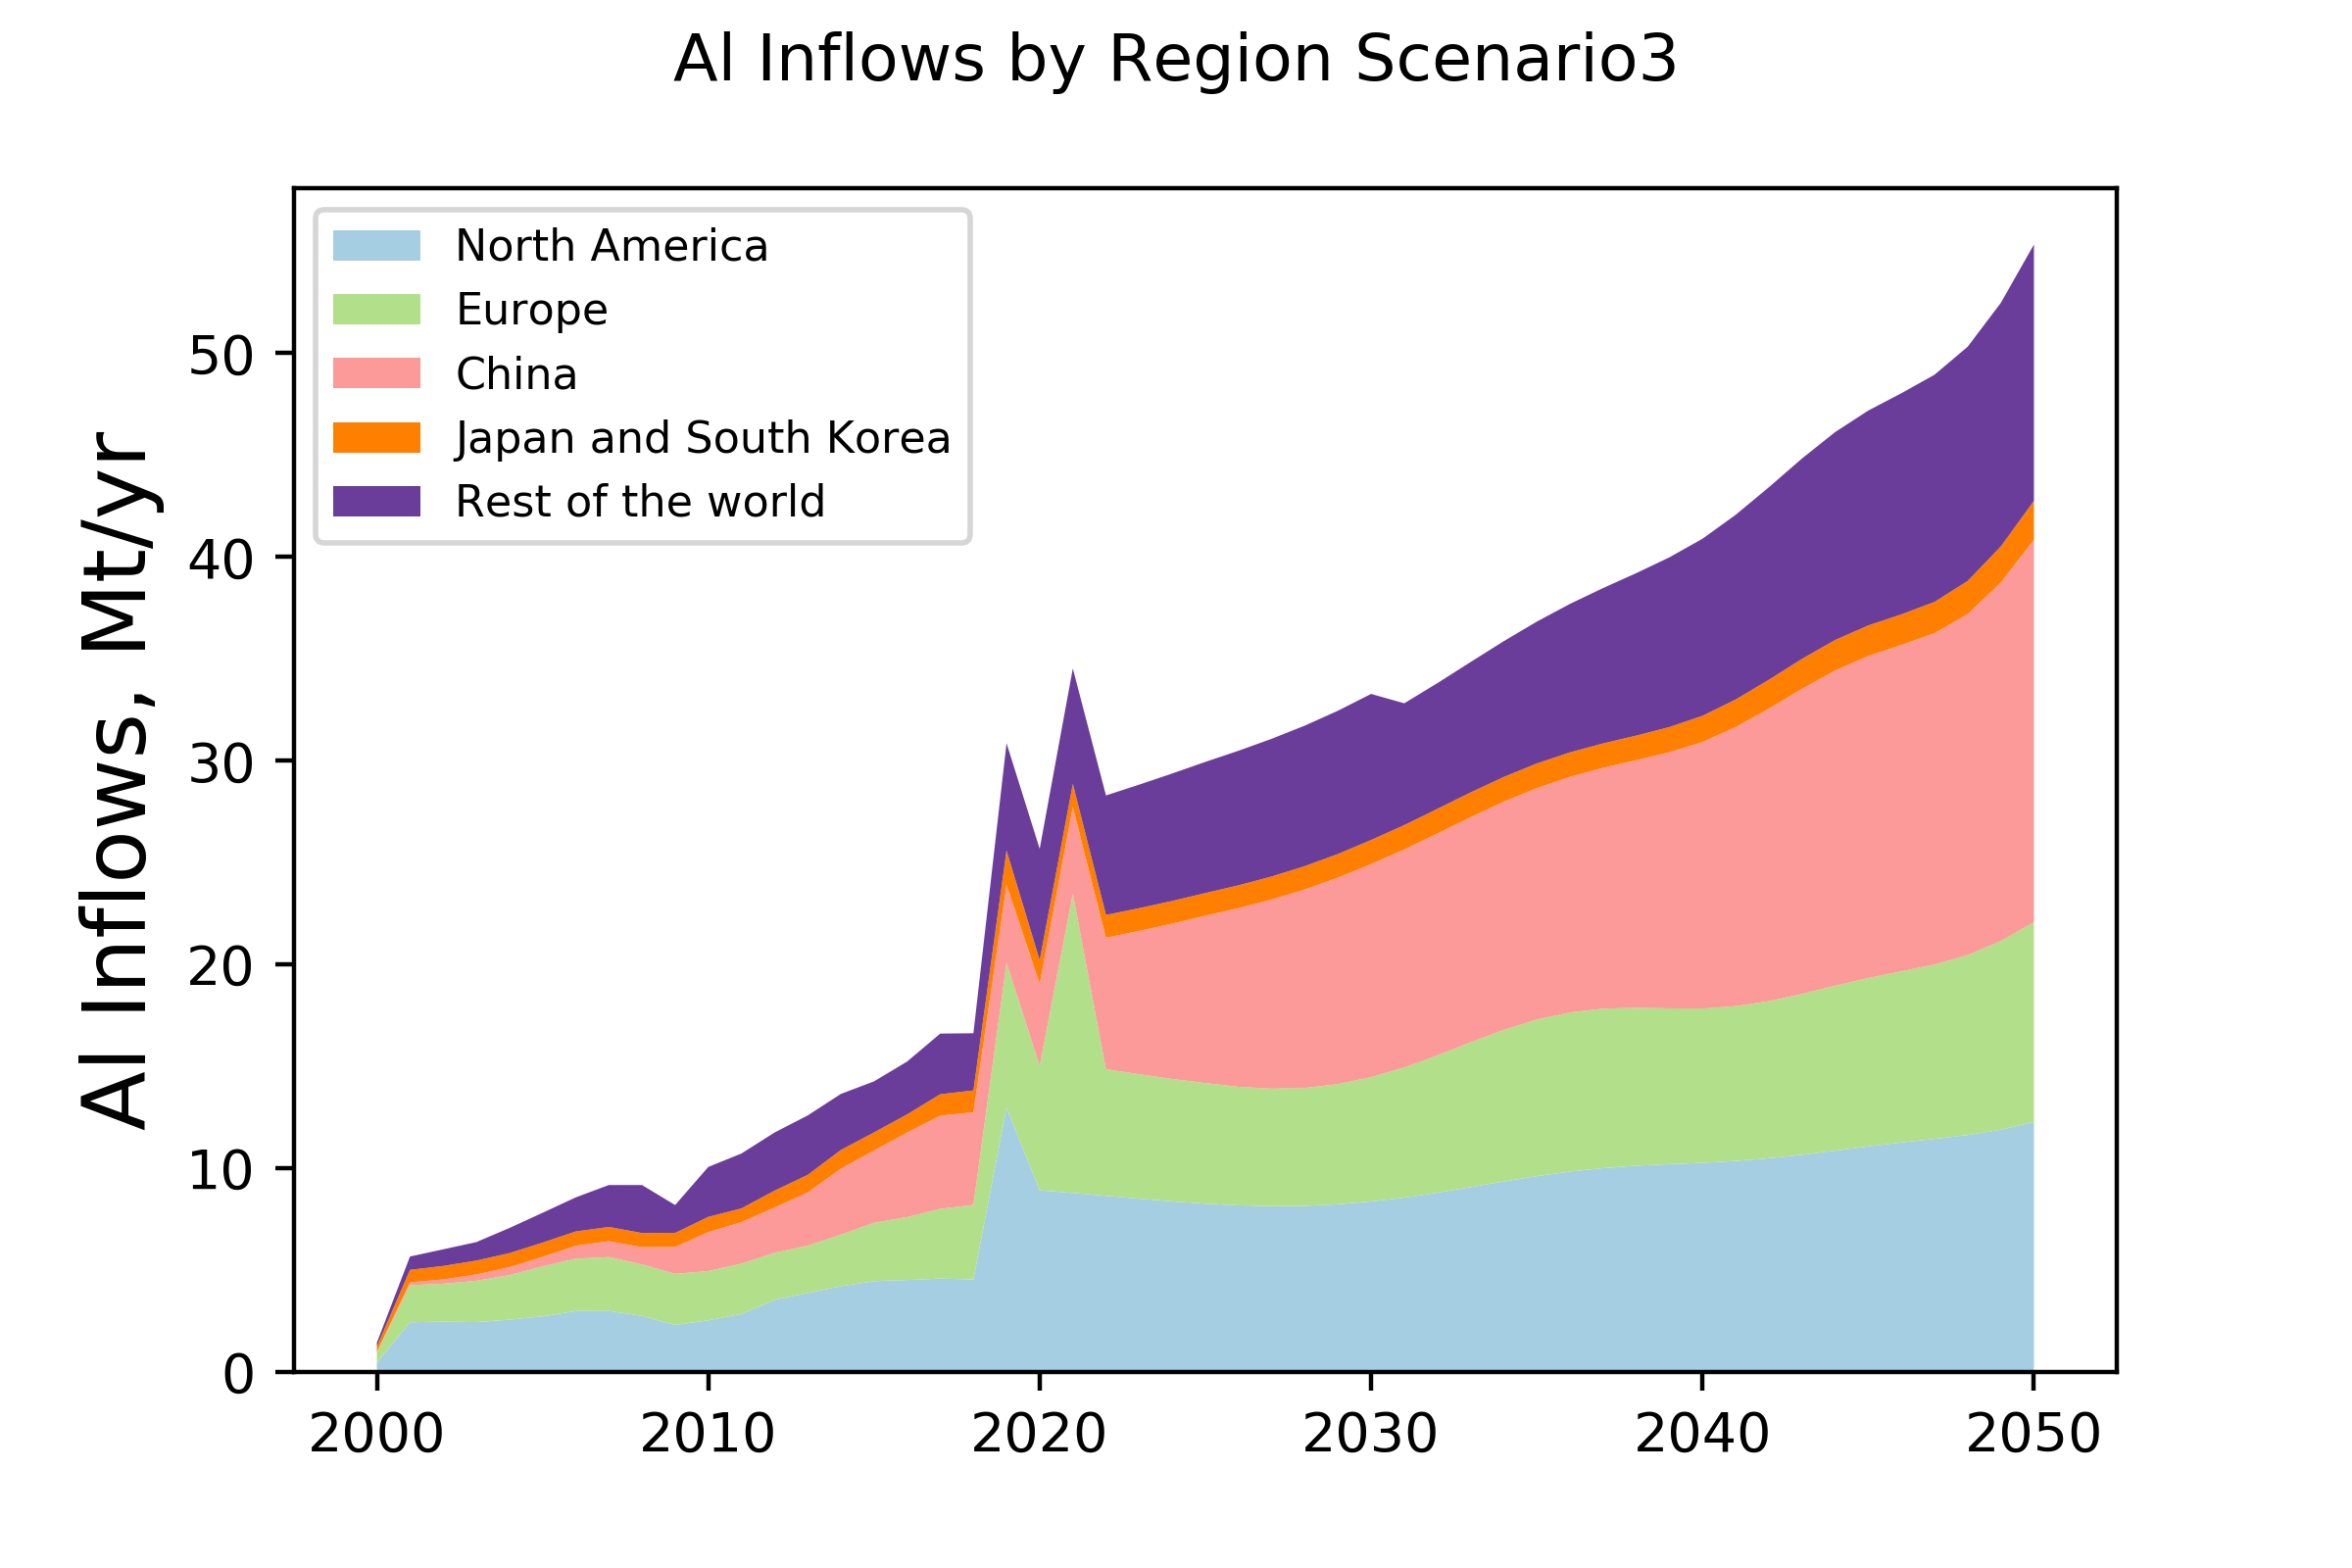 Al Inflows by Region Scenario3
North America
Europe
China
Japan and South Korea
Rest of the world
Al Inflows, Mt/yr
50
40
30
20
10
0
2000 2010 2020 2030 2040 2050